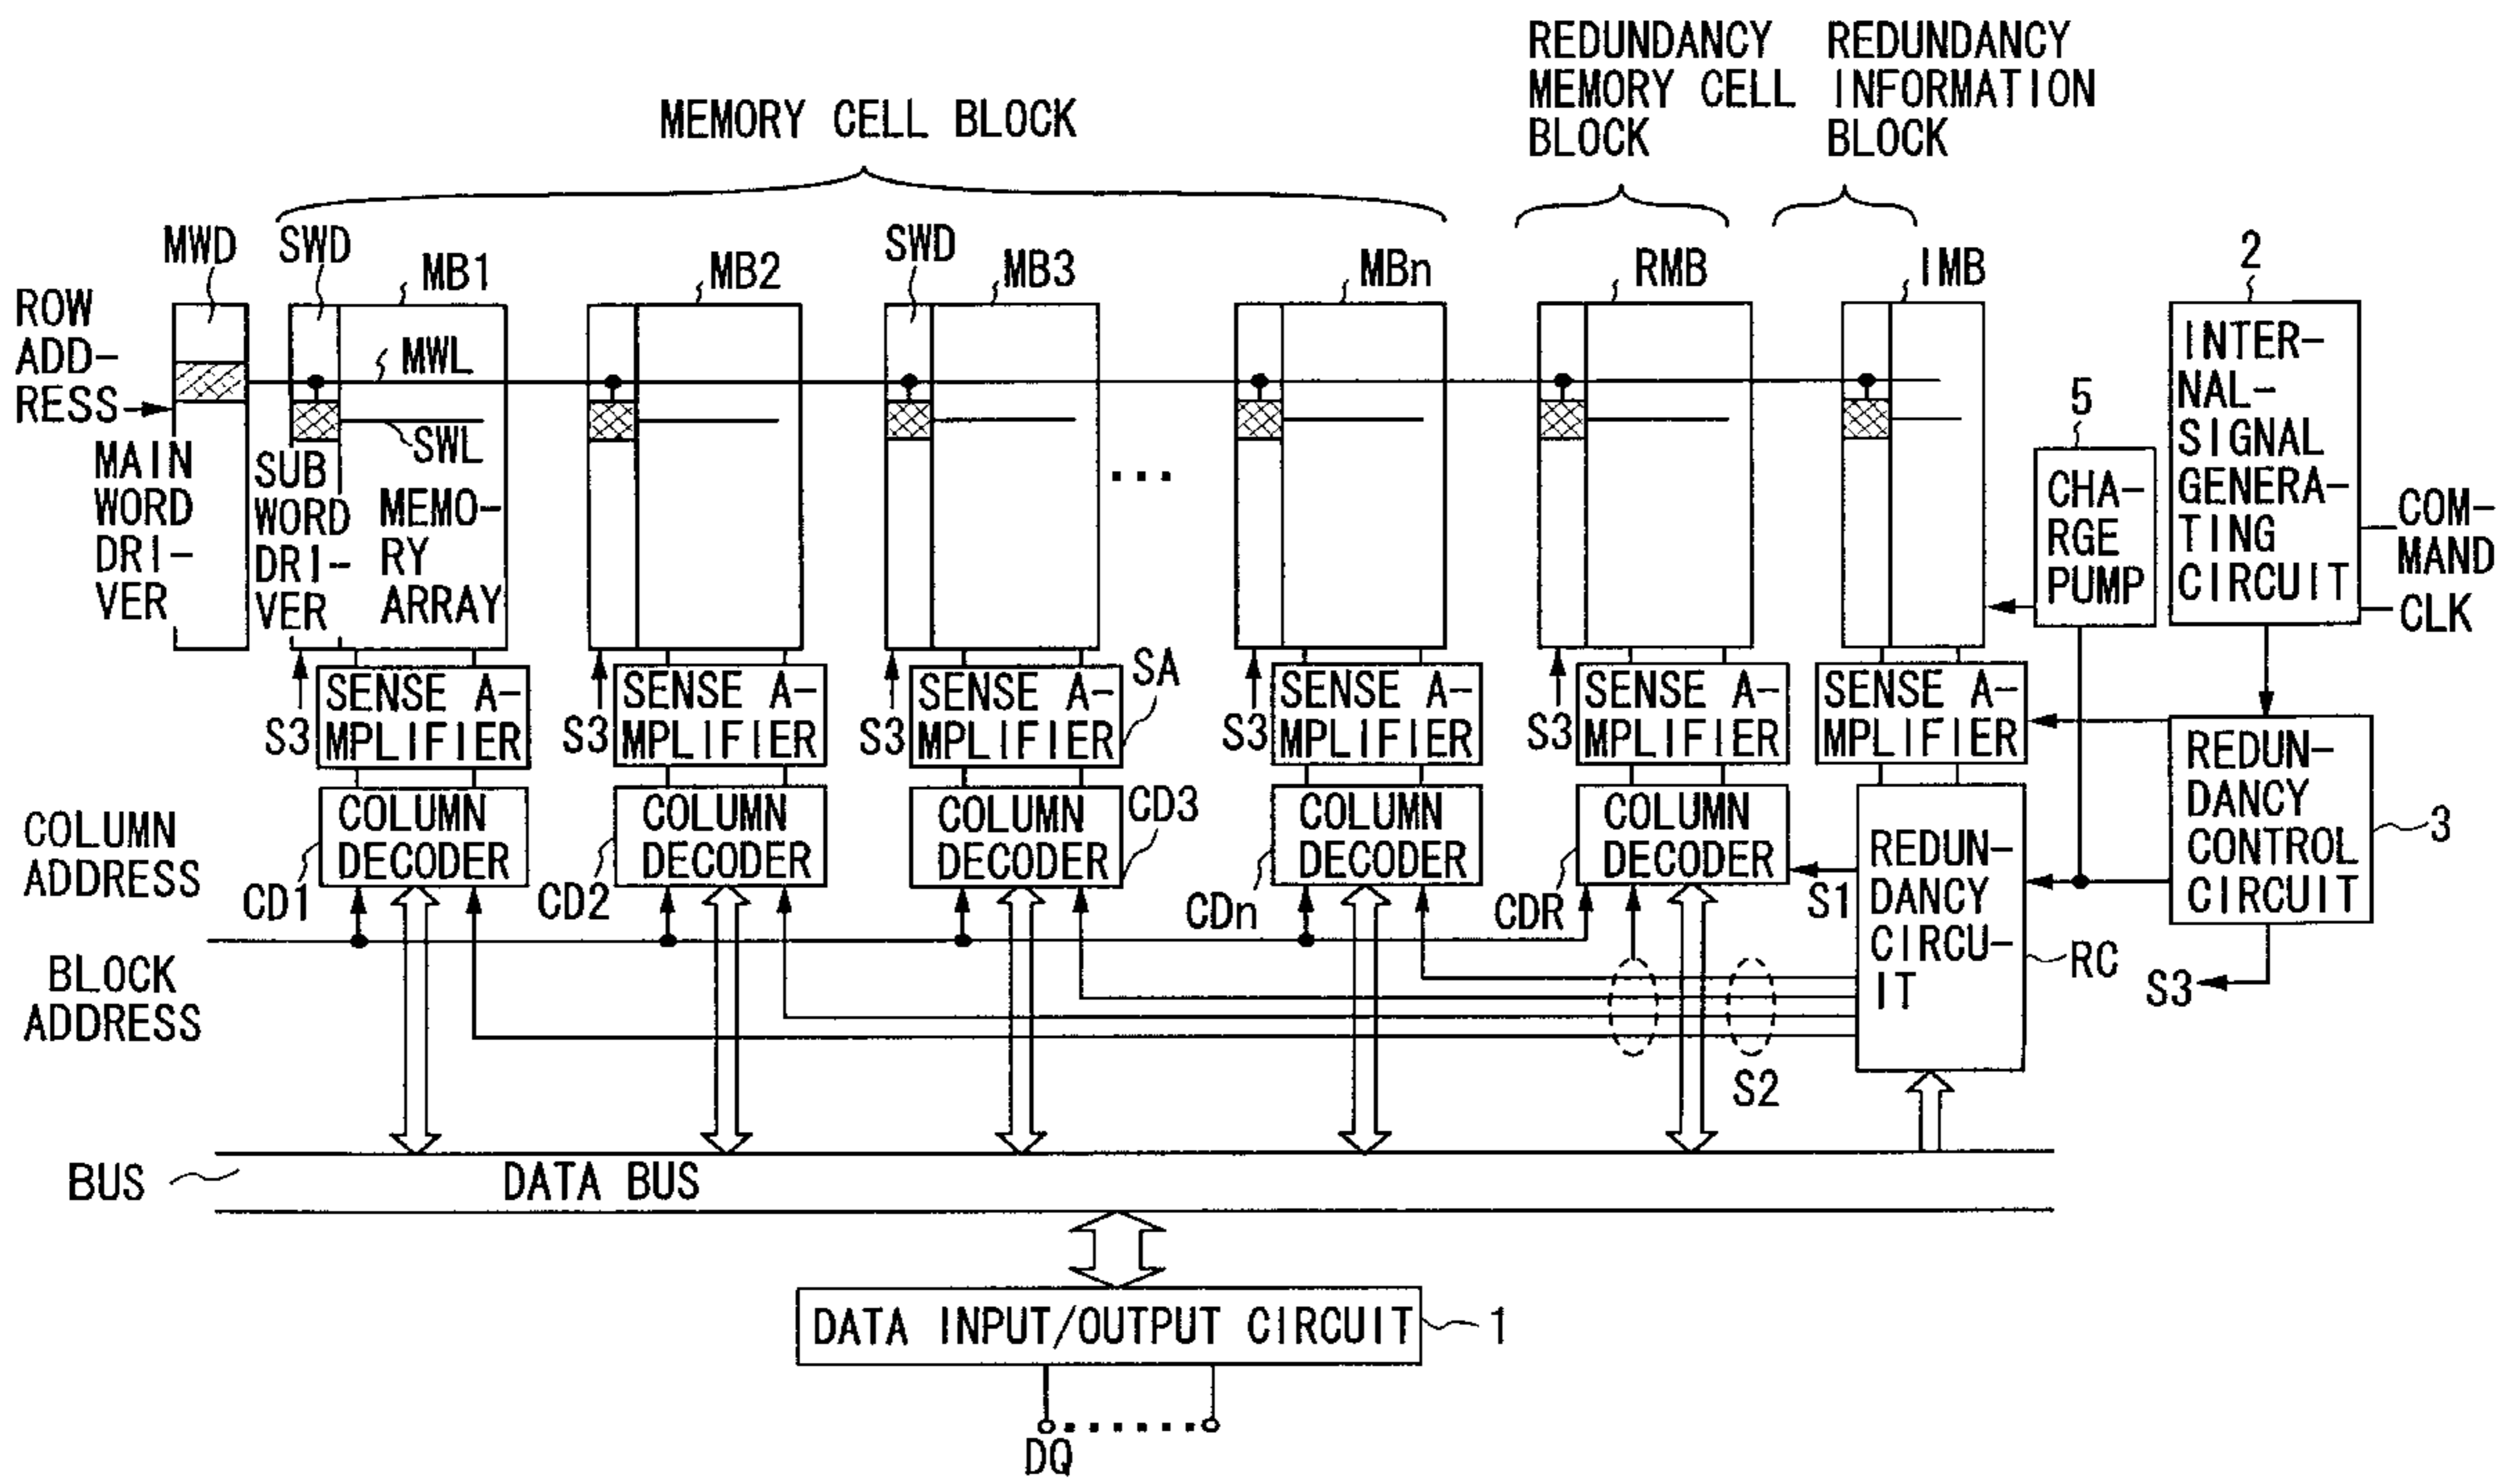 REDUNDANCY
MEMORY CELL
BLOCK
REDUNDANCY
INFORMATION
BLOCK
MEMORY CELL BLOCK
MWD
SWD
MB1
MB2
SWD
MB3
MBn
RMB
IMB
2
ROW
ADD-
RESS
MWL
SWL
MAIN
WORD
DRI-
VER
SUB
WORD
DRI-
VER
MEMO-
RY
ARRAY
...
5
CHA-
RGE
PUMP
INTER-
NAL-
SIGNAL
GENERA-
TING
CIRCUIT
COM-
MAND
CLK
S3
SENSE A-
MPLIFIER
S3
SENSE A-
MPLIFIER
S3
SENSE A-
MPLIFIER
SA
S3
SENSE A-
MPLIFIER
S3
SENSE A-
MPLIFIER
SENSE A-
MPLIFIER
REDUN-
DANCY
CONTROL
CIRCUIT
3
COLUMN
ADDRESS
COLUMN
DECODER
CD1
COLUMN
DECODER
CD2
COLUMN
DECODER
CD3
COLUMN
DECODER
CDn
COLUMN
DECODER
CDR
S1
REDUN-
DANCY
CIRCU-
IT
RC
S3
BLOCK
ADDRESS
S2
BUS
DATA BUS
DATA INPUT/OUTPUT CIRCUIT
1
DQ